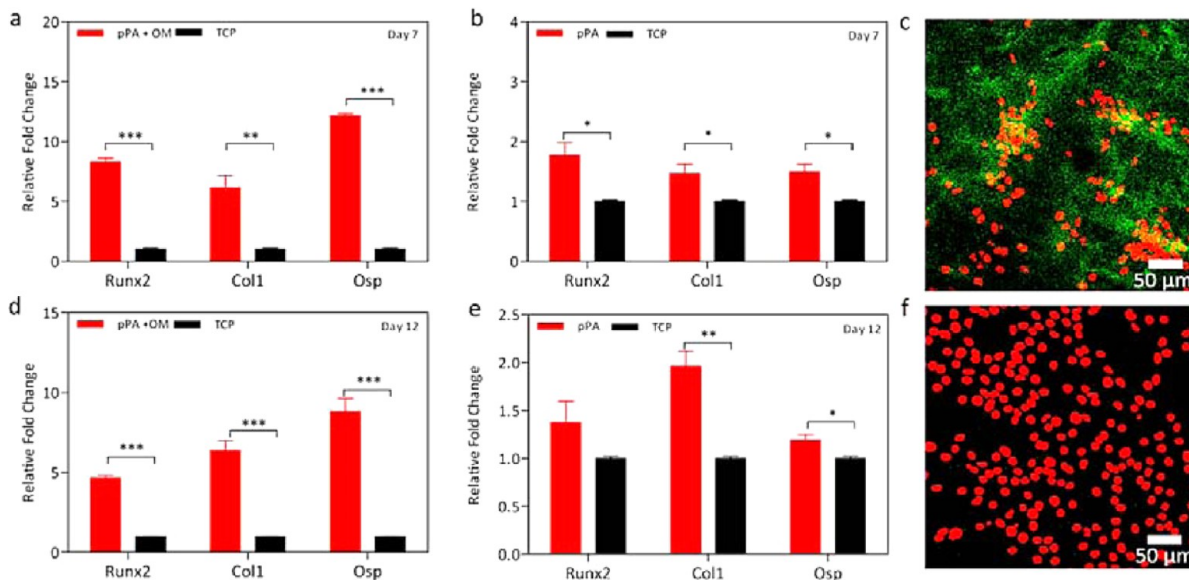 a
pPA + OM TCP Day 7
20
15
10
5
0
Relative Fold Change
*** ** ***
Runx2 Col1 Osp
b
pPA TCP Day 7
4
3
2
1
0
Relative Fold Change
* * *
Runx2 Col1 Osp
c
50 µm
d
pPA +OM TCP Day 12
15
10
5
0
Relative Fold Change
*** *** ***
Runx2 Col1 Osp
e
pPA TCP Day 12
2.5
2.0
1.5
1.0
0.5
0.0
Relative Fold Change
** *
Runx2 Col1 Osp
f
50 µm